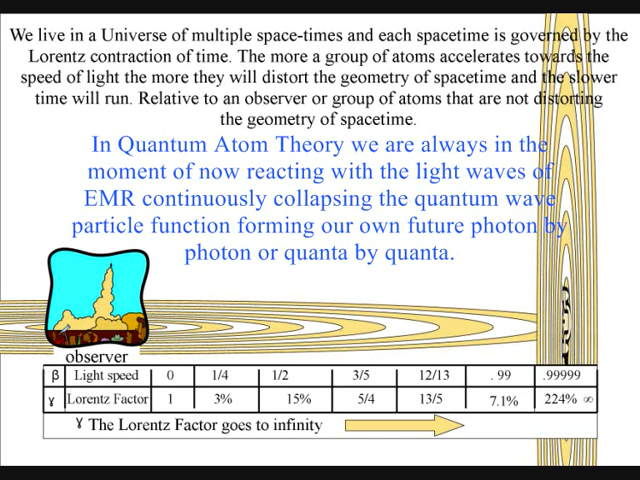 We live in a Universe of multiple space-times and each spacetime is governed by the
Lorentz contraction of time. The more a group of atoms accelerates towards the
speed of light the more they will distort the geometry of spacetime and the slower
time will run. Relative to an observer or group of atoms that are not distorting
the geometry of spacetime.
In Quantum Atom Theory we are always in the
moment of now reacting with the light waves of
EMR continuously collapsing the quantum wave
particle function forming our own future photon by
photon or quanta by quanta.
observer
β Light speed 0 1/4 1/2 3/5 12/13 . 99 .99999
γ Lorentz Factor 1 3% 15% 5/4 13/5 7.1% 224% ∞
γ The Lorentz Factor goes to infinity